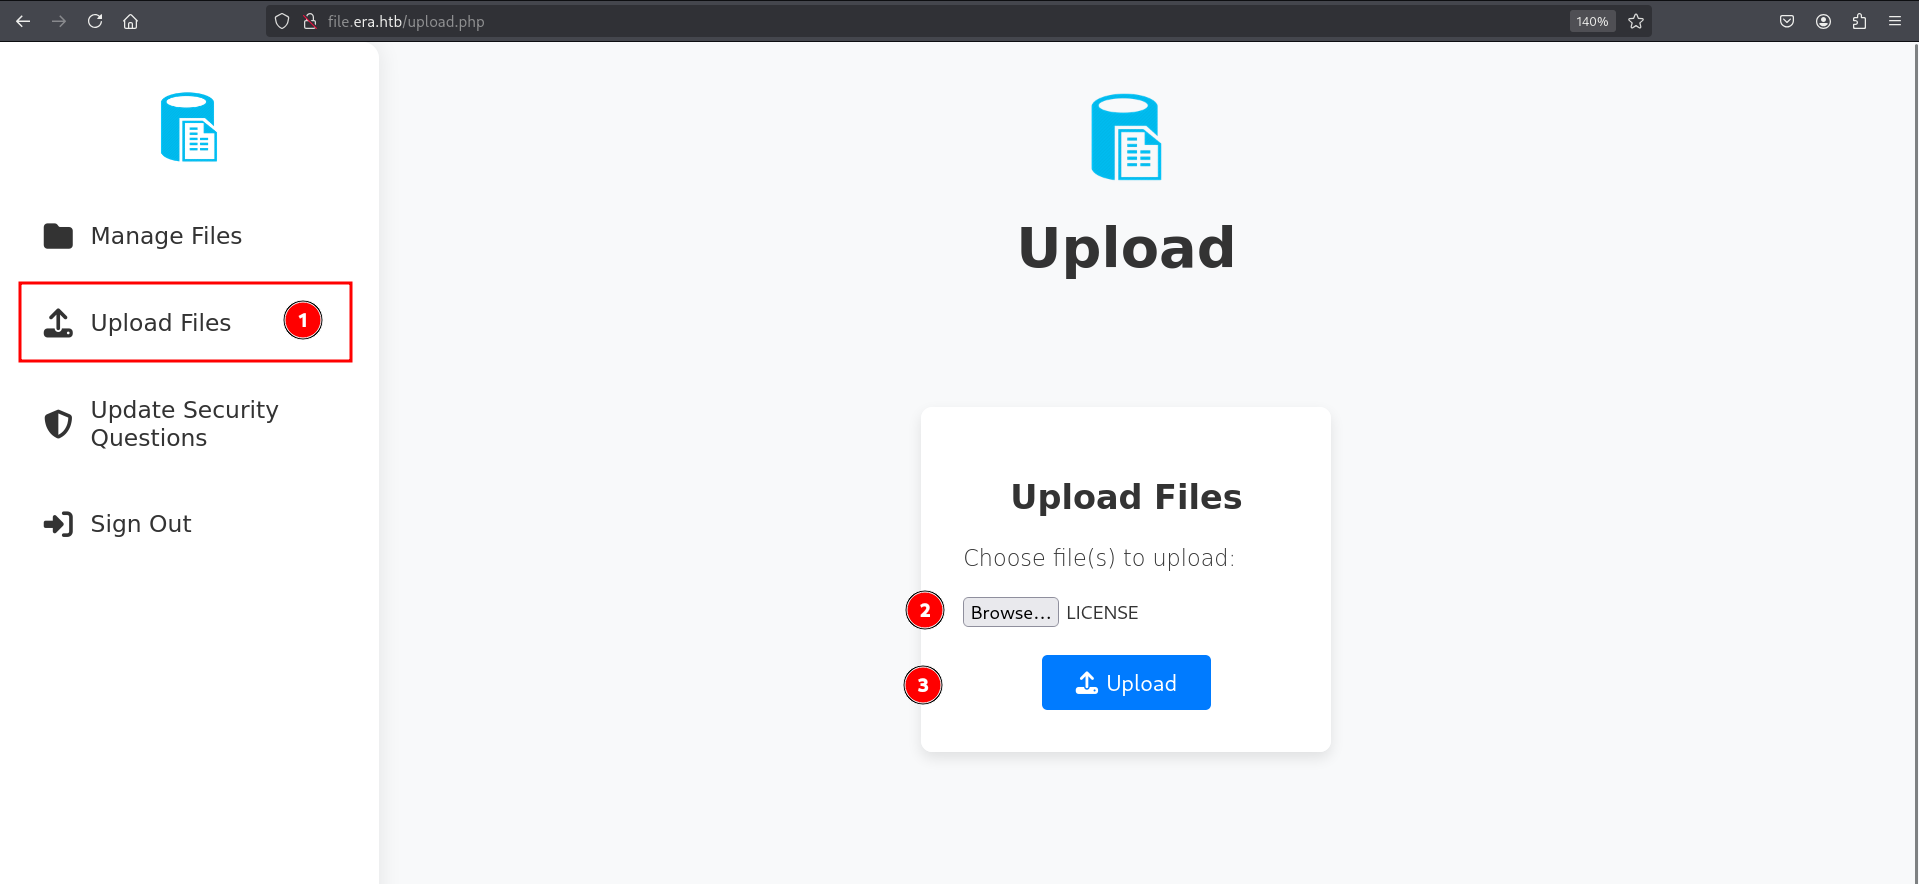 file.era.htb/upload.php
140%
Manage Files
Upload Files
1
Update Security
Questions
Sign Out
Upload
Upload Files
Choose file(s) to upload:
2
Browse... LICENSE
3
Upload